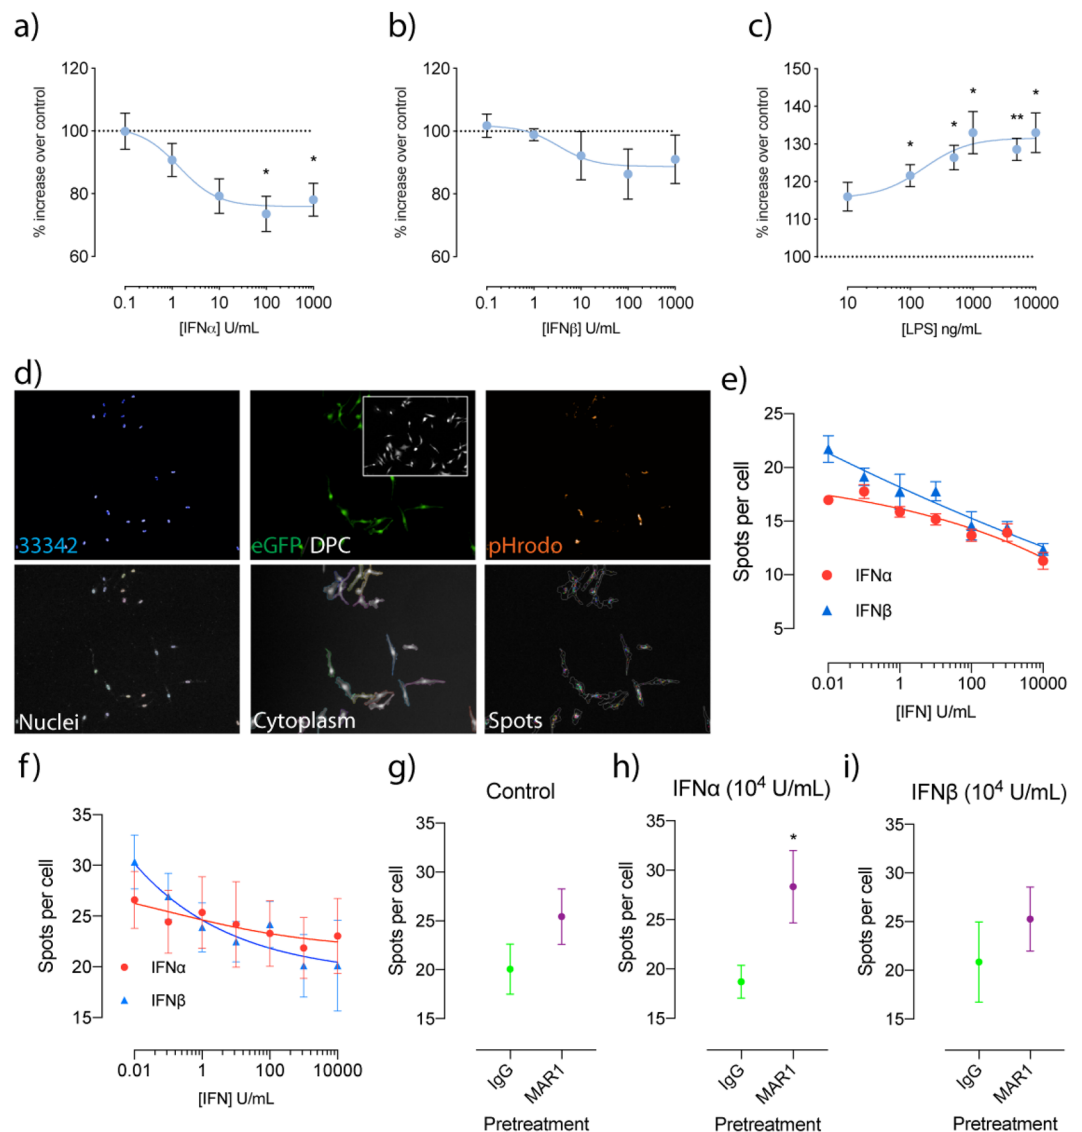 a)
b)
c)
% increase over control
120
100
80
60
0.1 1 10 100 1000
[IFNα] U/mL
% increase over control
120
100
80
60
0.1 1 10 100 1000
[IFNβ] U/mL
% increase over control
150
140
130
120
110
100
* * * ** *
10 100 1000 10000
[LPS] ng/mL
* *
d)
33342
eGFP DPC
pHrodo
Nuclei
Cytoplasm
Spots
e)
Spots per cell
25
20
15
10
5
IFNα
IFNβ
0.01 1 100 10000
[IFN] U/mL
f)
Spots per cell
35
30
25
20
15
IFNα
IFNβ
0.01 1 100 10000
[IFN] U/mL
g)
Control
Spots per cell
35
30
25
20
15
IgG
MAR1
Pretreatment
h)
IFNα (10⁴ U/mL)
Spots per cell
35
30
25
20
15
*
IgG
MAR1
Pretreatment
i)
IFNβ (10⁴ U/mL)
Spots per cell
35
30
25
20
15
IgG
MAR1
Pretreatment